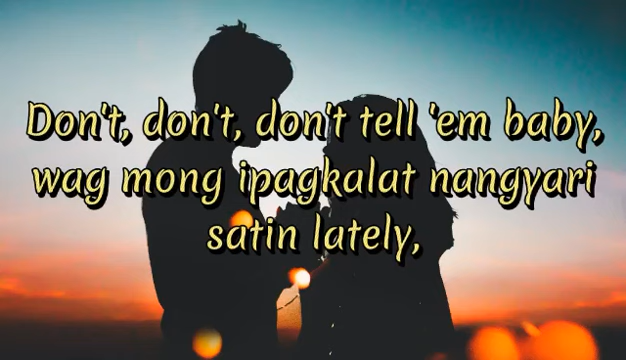 Don't, don't, don't tell 'em baby,
wag mong ipagkalat nangyari
satin lately,